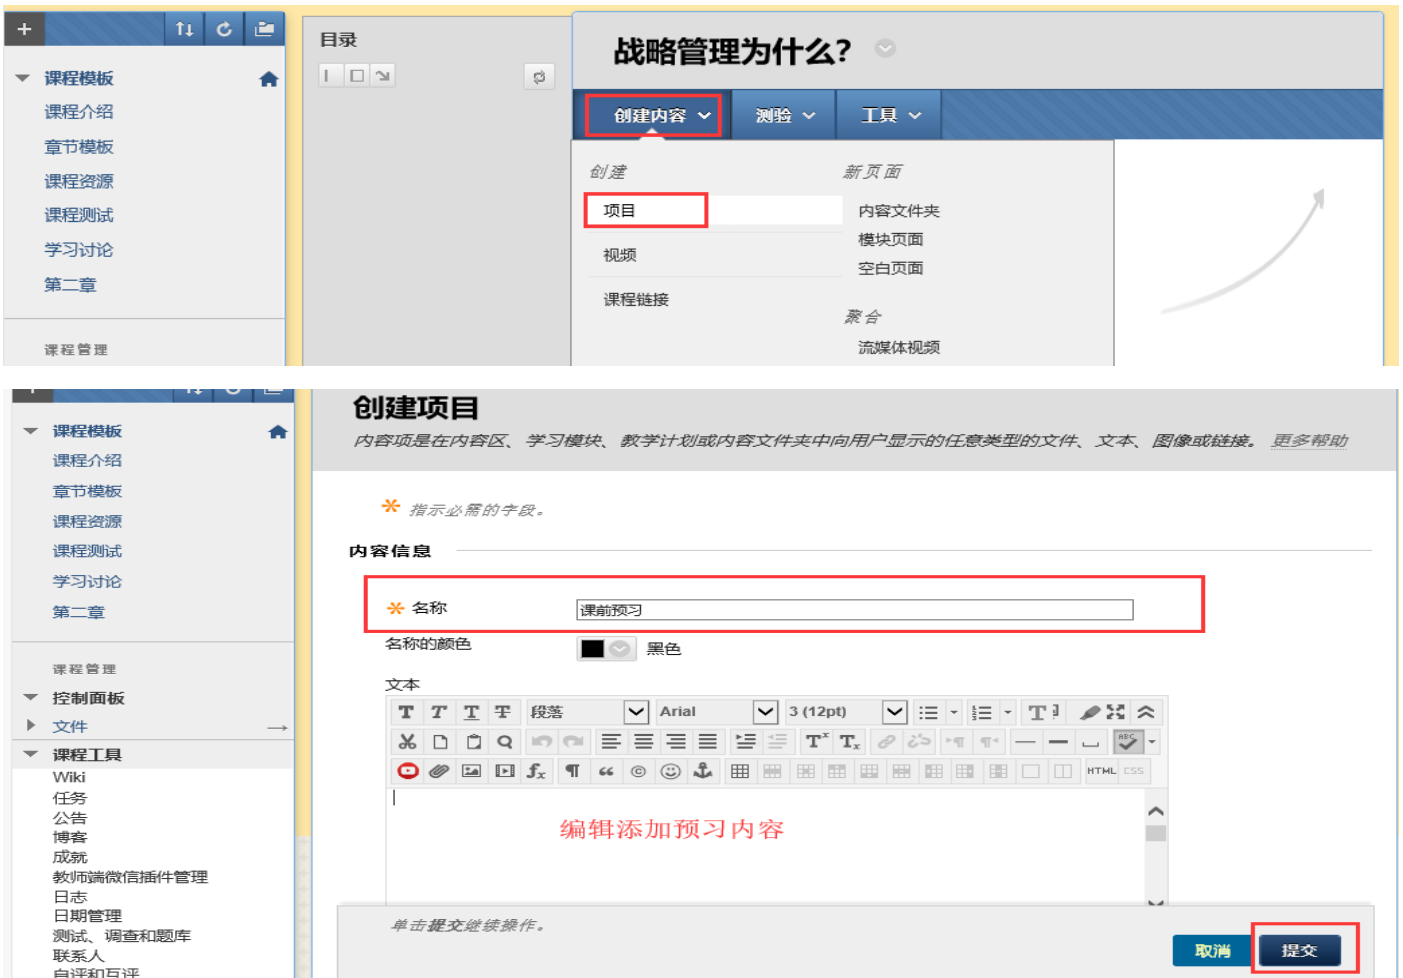 目录
战略管理为什么?
课程模板
课程介绍
章节模板
课程资源
课程测试
学习讨论
第二章
课程管理
创建内容 测验 工具
创建 新页面
项目 内容文件夹
模块页面
视频
空白页面
课程链接
聚合
流媒体视频
课程模板
课程介绍
章节模板
课程资源
课程测试
学习讨论
第二章
课程管理
控制面板
文件
课程工具
Wiki
任务
公告
博客
成就
教师端微信插件管理
日志
日期管理
测试、调查和题库
联系人
自评和互评
创建项目
内容项是在内容区、学习模块、教学计划或内容文件夹中向用户显示的任意类型的文件、文本、图像或链接。 更多帮助
指示必需的字段。
内容信息
名称 课前预习
名称的颜色 黑色
文本
T T T T 段落 Arial 3 (12pt)
HTML CSS
编辑添加预习内容
单击提交继续操作。
取消 提交